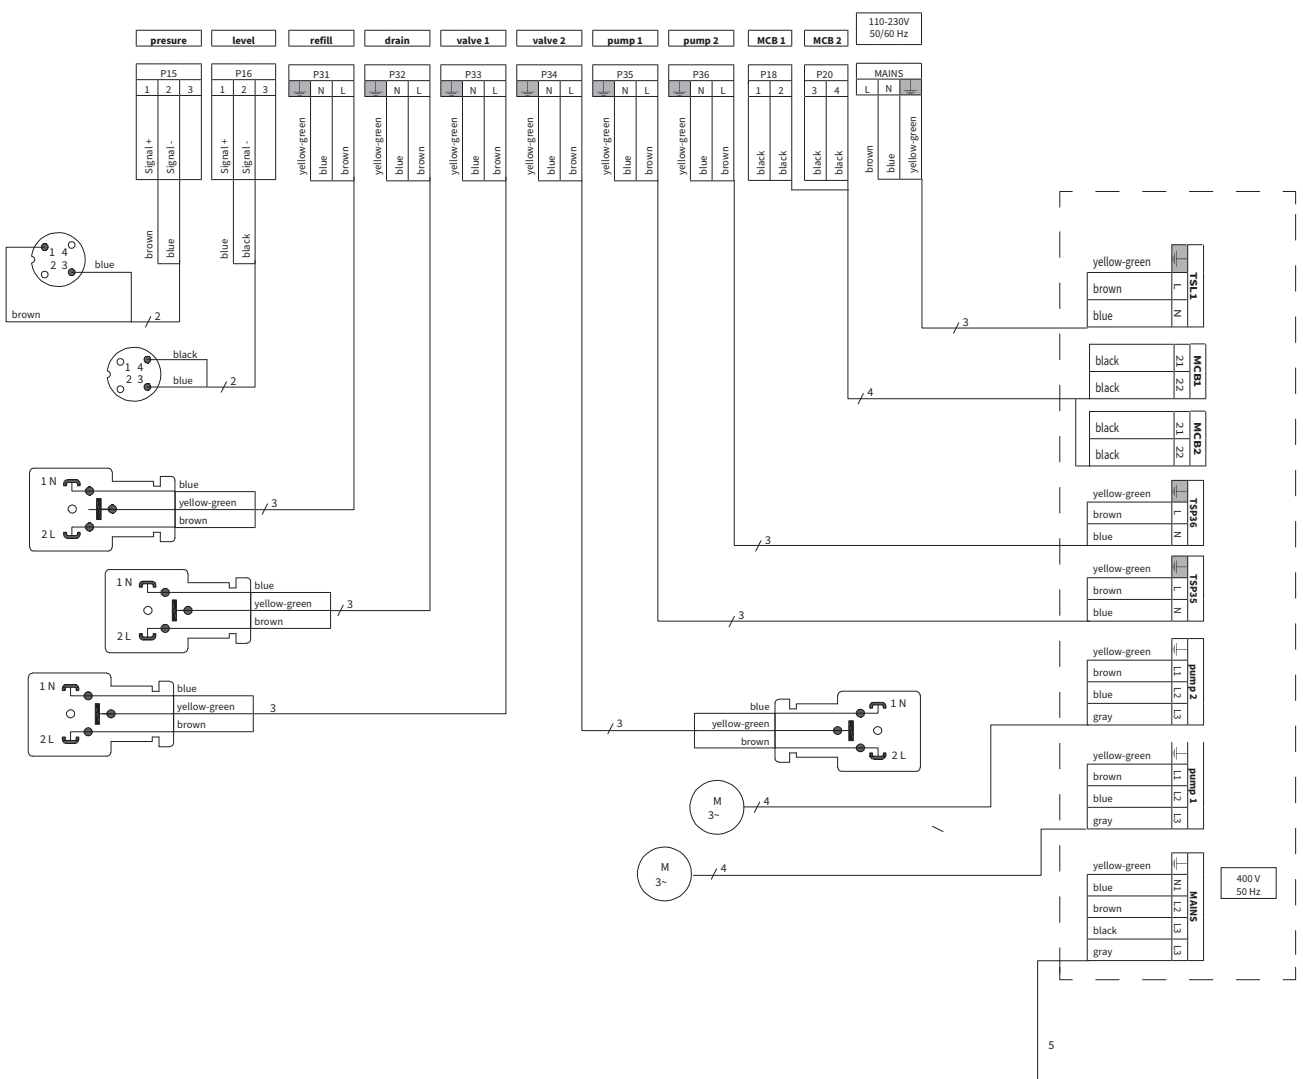 110-230V
50/60 Hz
presure level refill drain valve 1 valve 2 pump 1 pump 2 MCB 1 MCB 2
P15 P16 P31 P32 P33 P34 P35 P36 P18 P20 MAINS
1 2 3 1 2 3 N L N L N L N L N L N L 1 2 3 4 L N
Signal + Signal - Signal + Signal - yellow-green blue brown yellow-green blue brown yellow-green blue brown yellow-green blue brown yellow-green blue brown yellow-green blue brown black black black black brown blue yellow-green
brown blue blue black
1 4
2 3
blue
brown
2
black
1 4
2 3
blue
2
1 N
blue
yellow-green
3
brown
2 L
1 N
blue
yellow-green
3
brown
2 L
1 N
blue
yellow-green
3
brown
2 L
blue
1 N
3
yellow-green
brown
2 L
M
3~
4
M
3~
4
3
4
3
3
yellow-green
brown L
blue N
TSL1
black 21
black 22
MCB1
black 21
black 22
MCB2
yellow-green
brown L
blue N
TSP36
yellow-green
brown L
blue N
TSP35
yellow-green
brown L1
blue L2
gray L3
pump 2
yellow-green
brown L1
blue L2
gray L3
pump 1
yellow-green
blue N1
brown L2
black L3
gray L3
MAINS
400 V
50 Hz
5